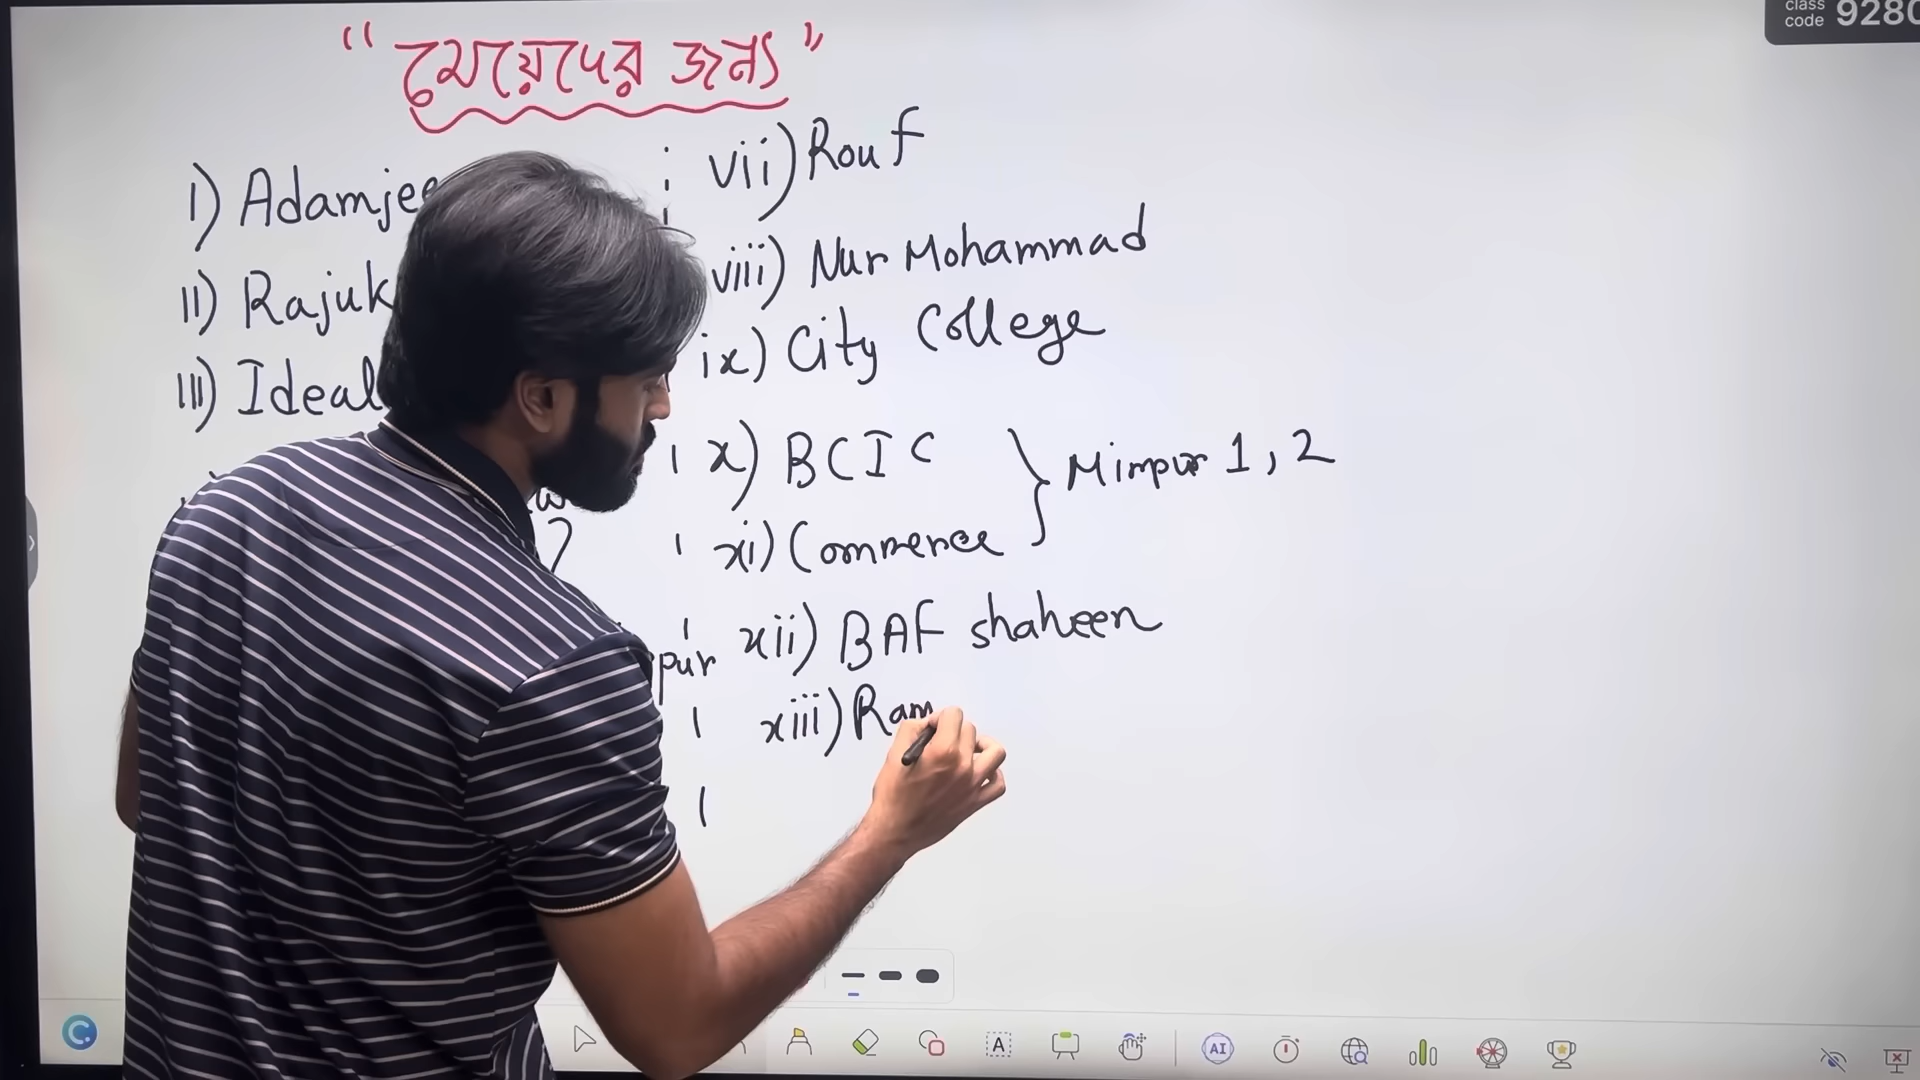 class code 9280
"মেয়েদের জন্য"
I) Adamjee
II) Rajuk
III) Ideal
pur
vii) Rouf
viii) Nur Mohammad
ix) City College
x) BCIC
xi) Commerce
} Mirpur 1, 2
xii) BAF shaheen
xiii) Ram
A
AI